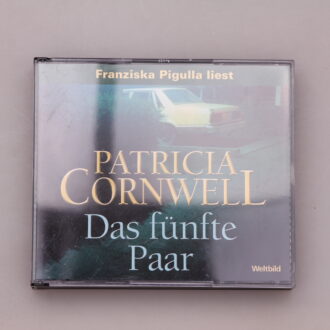 Franziska Pigulla liest
PATRICIA
CORNWELL
Das fünfte
Paar
Weltbild